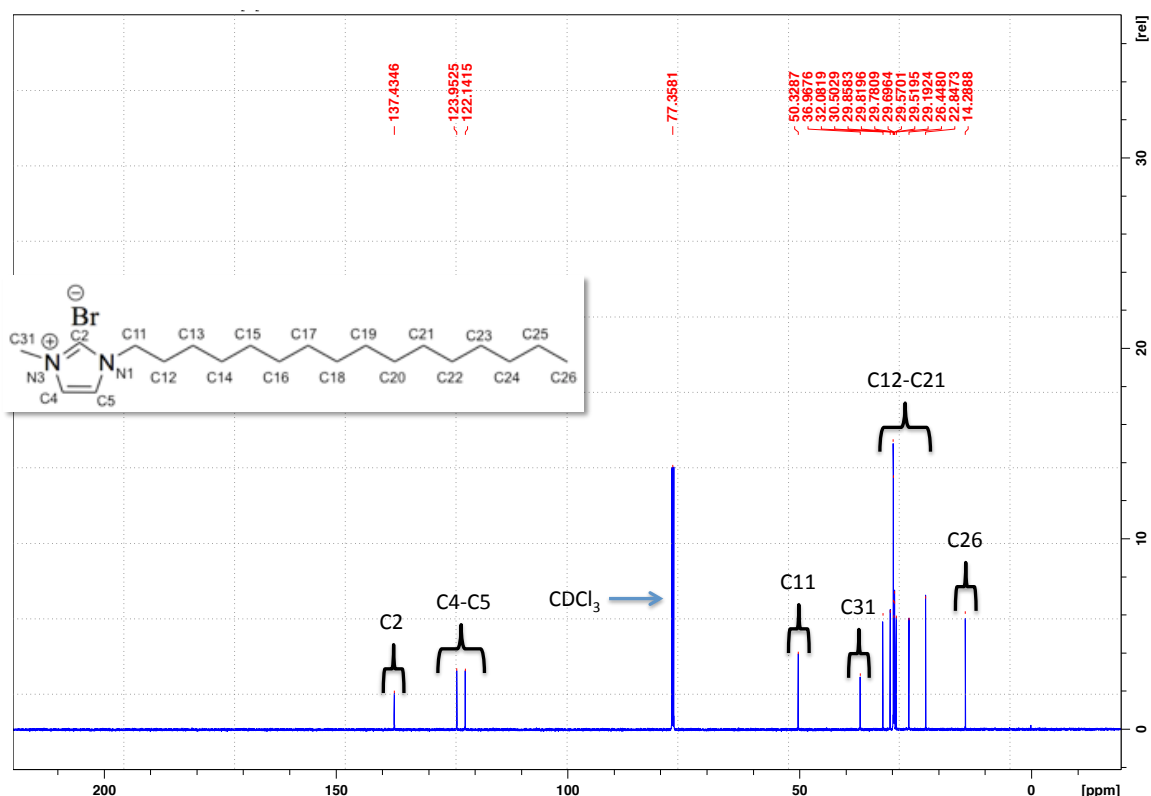 137.4346
123.9525
122.1415
77.3581
50.3287
36.9676
32.0819
30.5029
29.8583
29.8196
29.7809
29.6964
29.5701
29.5195
29.1924
26.4480
22.8473
14.2888
[rel]
30
20
10
0
Br
⊖
C31
⊕
C2
C11
C13
C15
C17
C19
C21
C23
C25
N3
N
N
N1
C12
C14
C16
C18
C20
C22
C24
C26
C4
C5
C12-C21
C2
C4-C5
CDCl3
C11
C31
C26
200
150
100
50
0
[ppm]